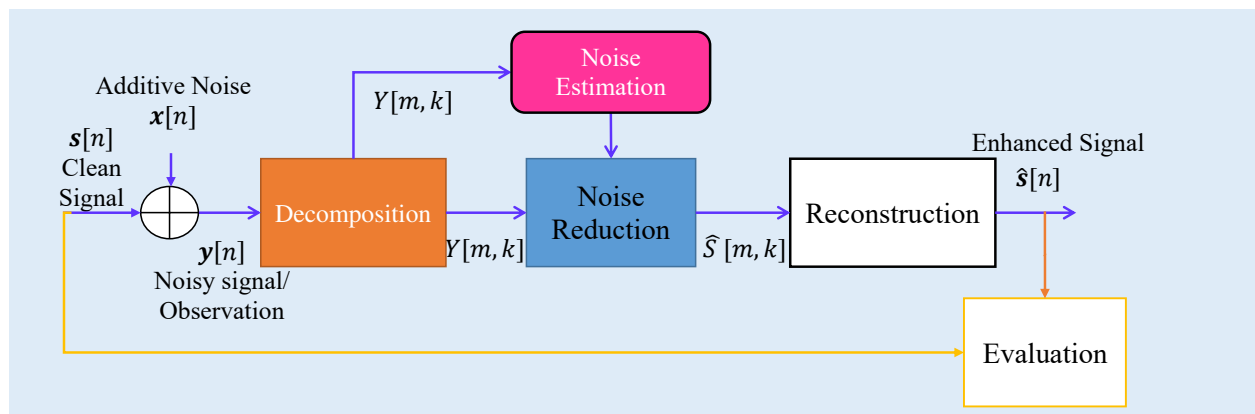 Additive Noise
x[n]
s[n]
Clean
Signal
y[n]
Noisy signal/
Observation
Decomposition
Y[m, k]
Noise
Estimation
Y[m, k]
Noise
Reduction
Ŝ [m, k]
Reconstruction
Enhanced Signal
ŝ[n]
Evaluation